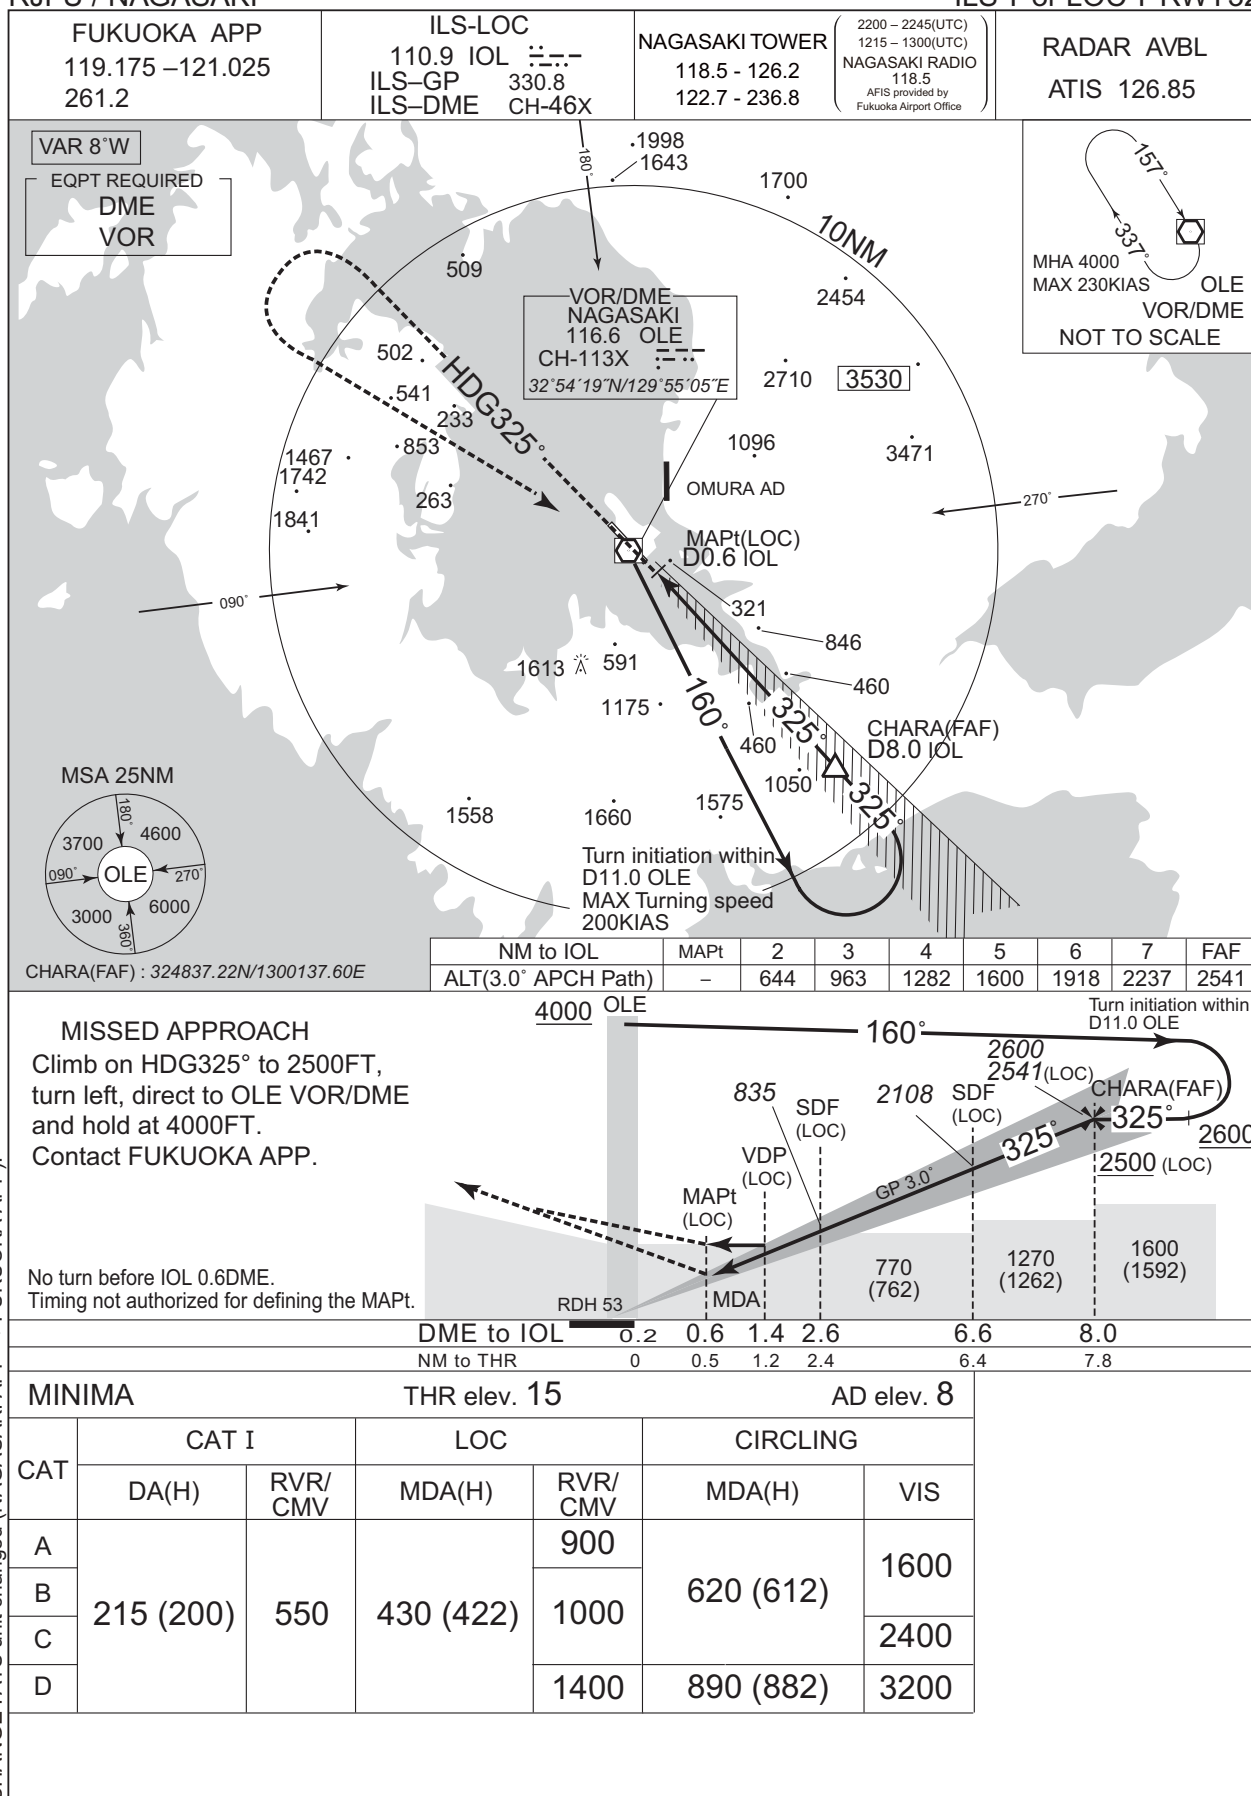 FUKUOKA APP
119.175 –121.025
261.2
ILS-LOC
110.9 IOL
ILS–GP 330.8
ILS–DME CH-46X
NAGASAKI TOWER
118.5 - 126.2
122.7 - 236.8
2200 – 2245(UTC)
1215 – 1300(UTC)
NAGASAKI RADIO
118.5
AFIS provided by
Fukuoka Airport Office
RADAR AVBL
ATIS 126.85
VAR 8°W
EQPT REQUIRED
DME
VOR
180°
1998
1643
1700
10NM
157°
337°
MHA 4000
MAX 230KIAS
OLE
VOR/DME
NOT TO SCALE
509
2454
VOR/DME
NAGASAKI
116.6 OLE
CH-113X
32°54′19″N/129°55′05″E
502
HDG325°
2710
3530
541
233
853
1096
3471
1467
1742
263
OMURA AD
270°
1841
MAPt(LOC)
D0.6 IOL
090°
321
846
1613
591
460
160°
325°
1175
CHARA(FAF)
D8.0 IOL
460
1050
325°
MSA 25NM
180°
3700
4600
090°
OLE
270°
3000
6000
360°
1558
1660
1575
Turn initiation within
D11.0 OLE
MAX Turning speed
200KIAS
CHARA(FAF) : 324837.22N/1300137.60E
NM to IOL MAPt 2 3 4 5 6 7 FAF
ALT(3.0° APCH Path) – 644 963 1282 1600 1918 2237 2541
MISSED APPROACH
Climb on HDG325° to 2500FT,
turn left, direct to OLE VOR/DME
and hold at 4000FT.
Contact FUKUOKA APP.
4000 OLE
160°
Turn initiation within
D11.0 OLE
2600
2541(LOC)
835
2108
SDF
(LOC)
SDF
(LOC)
CHARA(FAF)
325°
325°
2600
2500 (LOC)
VDP
(LOC)
GP 3.0°
MAPt
(LOC)
770
(762)
1270
(1262)
1600
(1592)
No turn before IOL 0.6DME.
Timing not authorized for defining the MAPt.
RDH 53
MDA
DME to IOL 0.2 0.6 1.4 2.6 6.6 8.0
NM to THR 0 0.5 1.2 2.4 6.4 7.8
MINIMA THR elev. 15 AD elev. 8
CAT
CAT I LOC CIRCLING
DA(H) RVR/CMV MDA(H) RVR/CMV MDA(H) VIS
A 900
B 215 (200) 550 430 (422) 1000 620 (612) 1600
C 2400
D 1400 890 (882) 3200